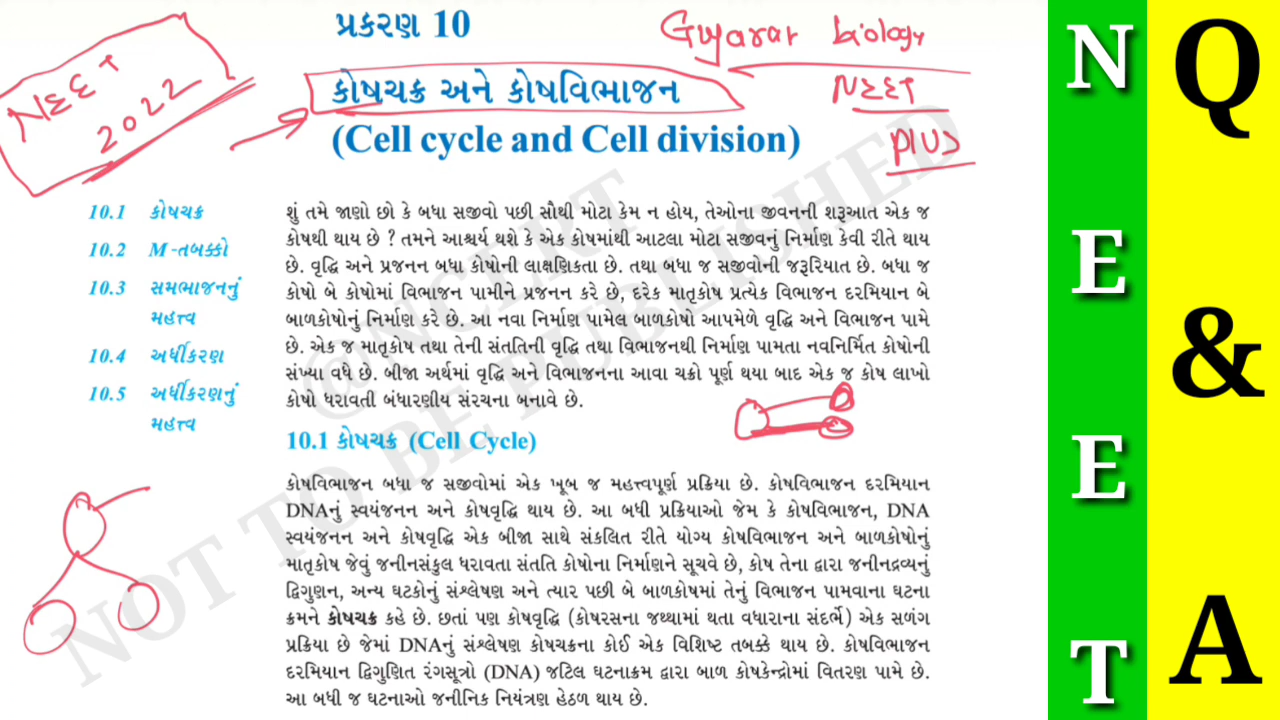 પ્રકરણ 10
Gujarat biology
NEET
plus
NEET
2022
કોષચક્ર અને કોષવિભાજન
(Cell cycle and Cell division)
10.1 કોષચક્ર
10.2 M-તબક્કો
10.3 સમભાજનનું
મહત્ત્વ
10.4 અર્ધીકરણ
10.5 અર્ધીકરણનું
મહત્ત્વ
શું તમે જાણો છો કે બધા સજીવો પછી સૌથી મોટા કેમ ન હોય, તેઓના જીવનની શરૂઆત એક જ
કોષથી થાય છે ? તમને આશ્ચર્ય થશે કે એક કોષમાંથી આટલા મોટા સજીવનું નિર્માણ કેવી રીતે થાય
છે. વૃદ્ધિ અને પ્રજનન બધા કોષોની લાક્ષણિકતા છે. તથા બધા જ સજીવોની જરૂરિયાત છે. બધા જ
કોષો બે કોષોમાં વિભાજન પામીને પ્રજનન કરે છે, દરેક માતૃકોષ પ્રત્યેક વિભાજન દરમિયાન બે
બાળકોષોનું નિર્માણ કરે છે. આ નવા નિર્માણ પામેલ બાળકોષો આપમેળે વૃદ્ધિ અને વિભાજન પામે
છે. એક જ માતૃકોષ તથા તેની સંતતિની વૃદ્ધિ તથા વિભાજનથી નિર્માણ પામતા નવનિર્મિત કોષોની
સંખ્યા વધે છે. બીજા અર્થમાં વૃદ્ધિ અને વિભાજનના આવા ચક્રો પૂર્ણ થયા બાદ એક જ કોષ લાખો
કોષો ધરાવતી બંધારણીય સંરચના બનાવે છે.
10.1 કોષચક્ર (Cell Cycle)
કોષવિભાજન બધા જ સજીવોમાં એક ખૂબ જ મહત્ત્વપૂર્ણ પ્રક્રિયા છે. કોષવિભાજન દરમિયાન
DNAનું સ્વયંજનન અને કોષવૃદ્ધિ થાય છે. આ બધી પ્રક્રિયાઓ જેમ કે કોષવિભાજન, DNA
સ્વયંજનન અને કોષવૃદ્ધિ એક બીજા સાથે સંકલિત રીતે યોગ્ય કોષવિભાજન અને બાળકોષોનું
માતૃકોષ જેવું જનીનસંકુલ ધરાવતા સંતતિ કોષોના નિર્માણને સૂચવે છે, કોષ તેના દ્વારા જનીનદ્રવ્યનું
દ્વિગુણન, અન્ય ઘટકોનું સંશ્લેષણ અને ત્યાર પછી બે બાળકોષમાં તેનું વિભાજન પામવાના ઘટના
ક્રમને કોષચક્ર કહે છે. છતાં પણ કોષવૃદ્ધિ (કોષરસના જથ્થામાં થતા વધારાના સંદર્ભે) એક સળંગ
પ્રક્રિયા છે જેમાં DNAનું સંશ્લેષણ કોષચક્રના કોઈ એક વિશિષ્ટ તબક્કે થાય છે. કોષવિભાજન
દરમિયાન દ્વિગુણિત રંગસૂત્રો (DNA) જટિલ ઘટનાક્રમ દ્વારા બાળ કોષકેન્દ્રોમાં વિતરણ પામે છે.
આ બધી જ ઘટનાઓ જનીનિક નિયંત્રણ હેઠળ થાય છે.
@NCERT
NOT TO BE PUBLISHED
NEET
Q&A